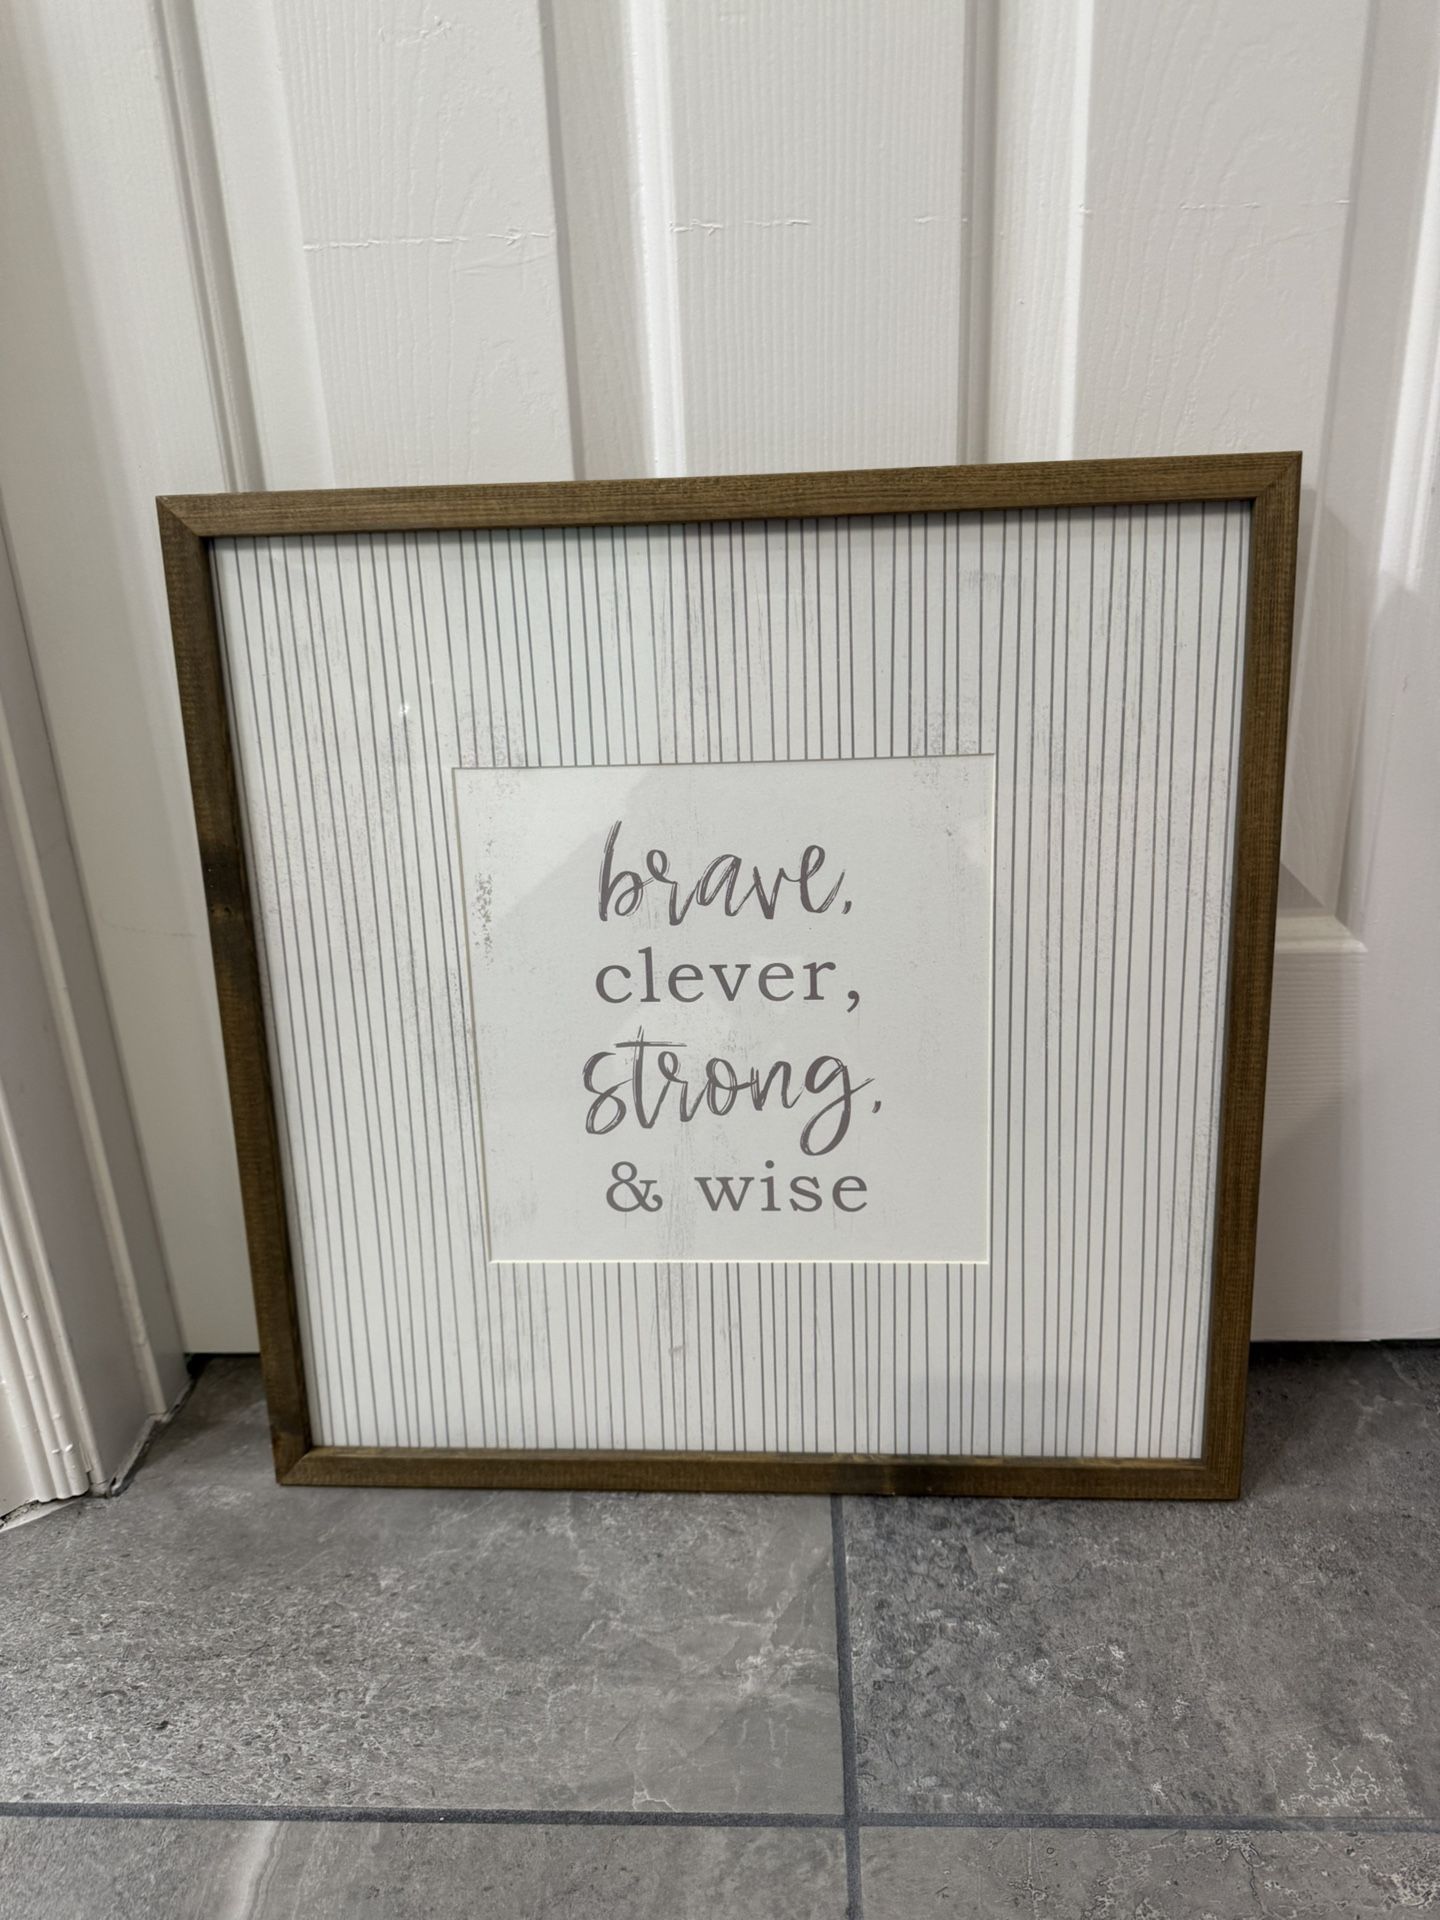 brave,
clever,
strong,
& wise